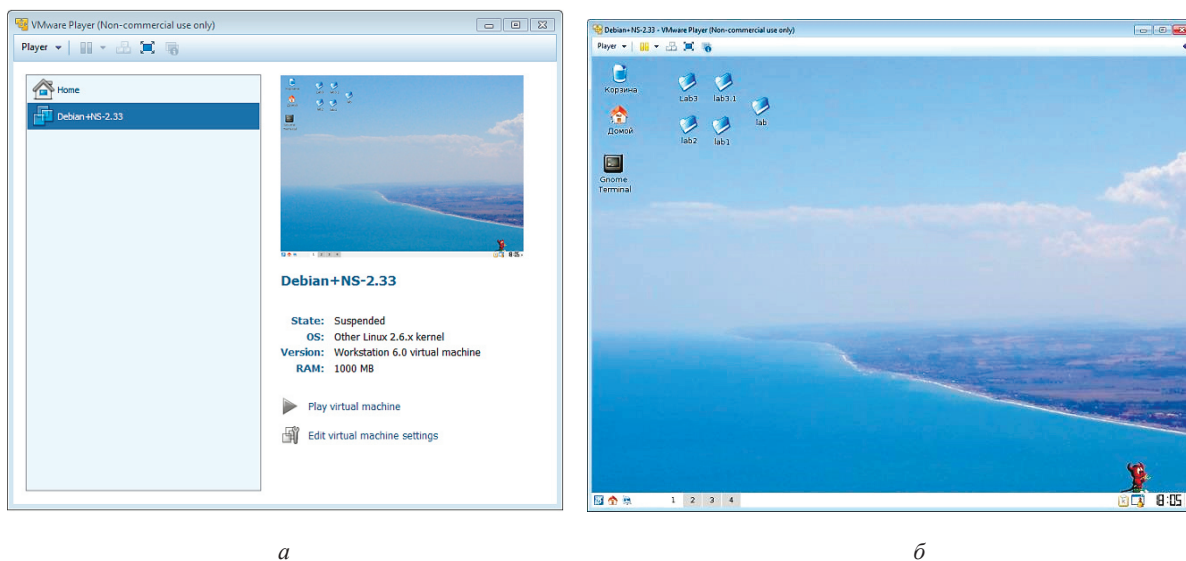 VMware Player (Non-commercial use only)
Player
Home
Debian+NS-2.33
Debian+NS-2.33
State: Suspended
OS: Other Linux 2.6.x kernel
Version: Workstation 6.0 virtual machine
RAM: 1000 MB
Play virtual machine
Edit virtual machine settings
а
Debian+NS-2.33 - VMware Player (Non-commercial use only)
Player
Корзина
Lab3
lab3.1
lab
Домой
lab2
lab1
Gnome
Terminal
1 2 3 4
18:05
б